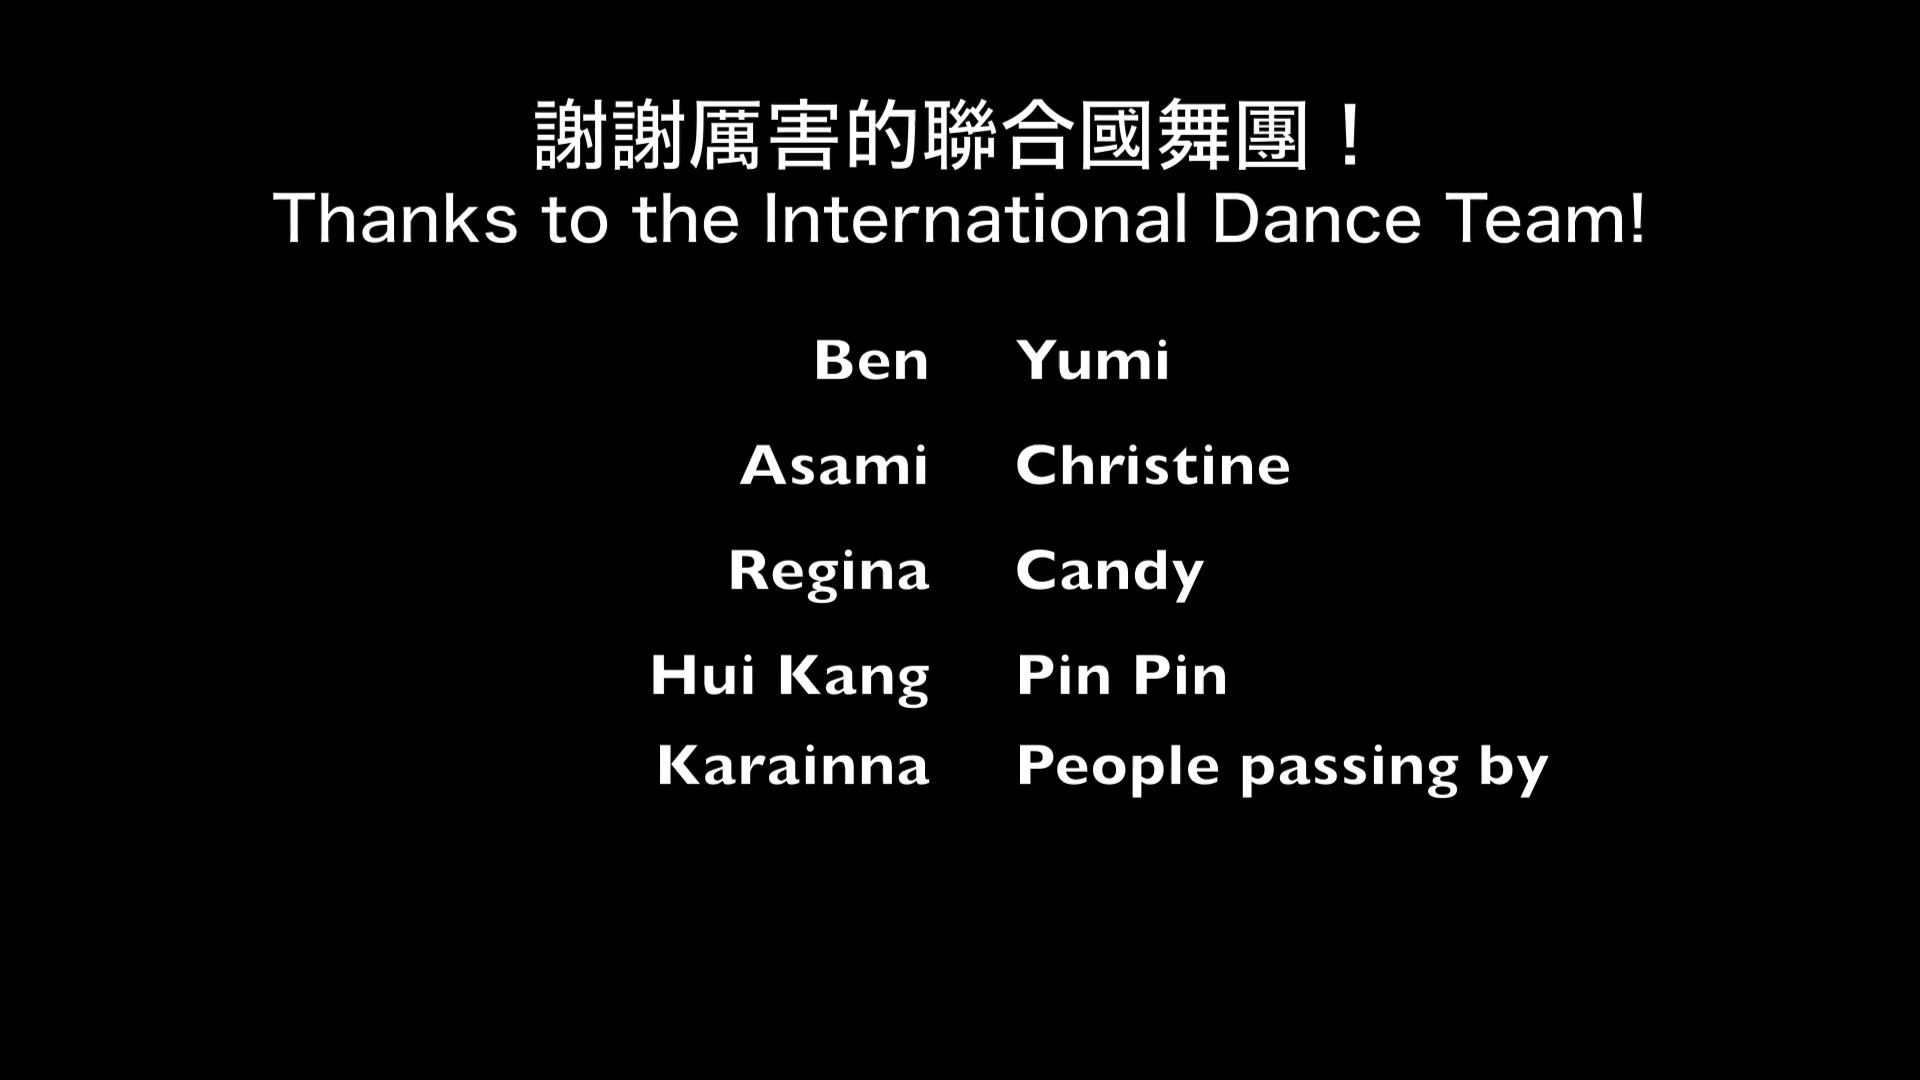 謝謝厲害的聯合國舞團！
Thanks to the International Dance Team!
Ben Yumi
Asami Christine
Regina Candy
Hui Kang Pin Pin
Karainna People passing by